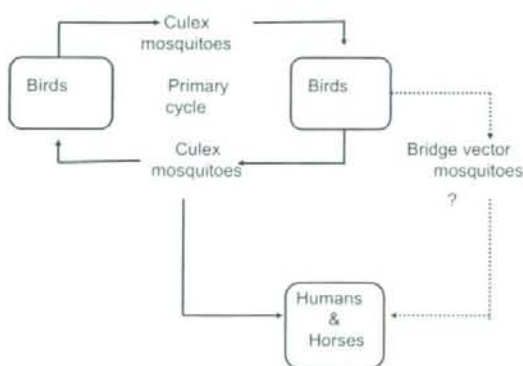 Culex
mosquitoes
Birds
Primary
cycle
Birds
Culex
mosquitoes
Bridge vector
mosquitoes
?
Humans
&
Horses